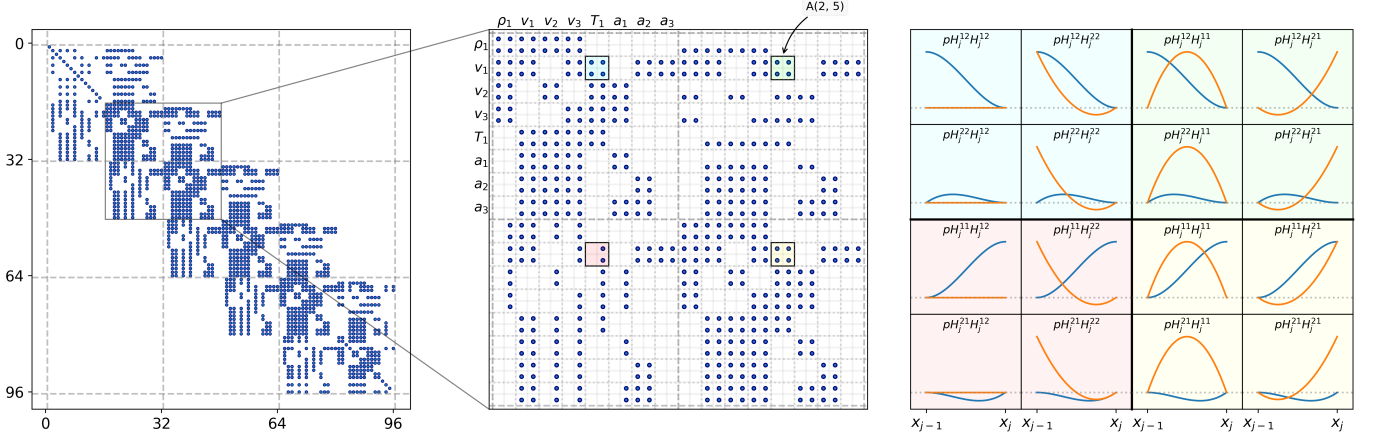 A(2, 5)
ρ₁ v₁ v₂ v₃ T₁ a₁ a₂ a₃
0
32
64
96
0 32 64 96
ρ₁
v₁
v₂
v₃
T₁
a₁
a₂
a₃
pH_j^{12}H_j^{12} pH_j^{12}H_j^{22} pH_j^{12}H_j^{11} pH_j^{12}H_j^{21}
pH_j^{22}H_j^{12} pH_j^{22}H_j^{22} pH_j^{22}H_j^{11} pH_j^{22}H_j^{21}
pH_j^{11}H_j^{12} pH_j^{11}H_j^{22} pH_j^{11}H_j^{11} pH_j^{11}H_j^{21}
pH_j^{21}H_j^{12} pH_j^{21}H_j^{22} pH_j^{21}H_j^{11} pH_j^{21}H_j^{21}
x_{j−1} x_j x_{j−1} x_j x_{j−1} x_j x_{j−1} x_j